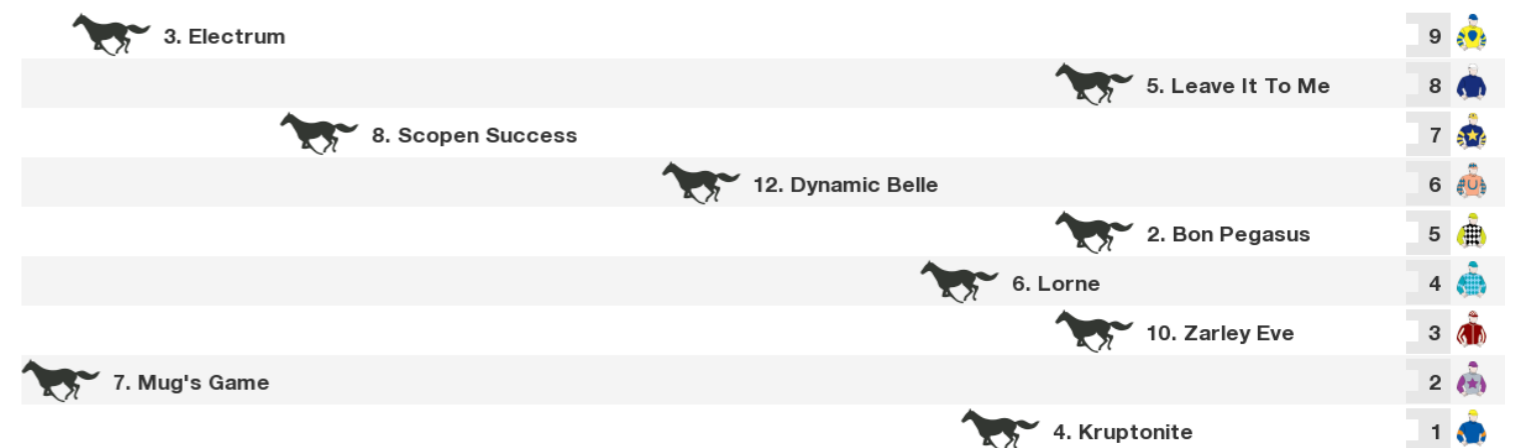 3. Electrum 9
5. Leave It To Me 8
8. Scopen Success 7
12. Dynamic Belle 6
U
2. Bon Pegasus 5
6. Lorne 4
10. Zarley Eve 3
7. Mug's Game 2
4. Kruptonite 1